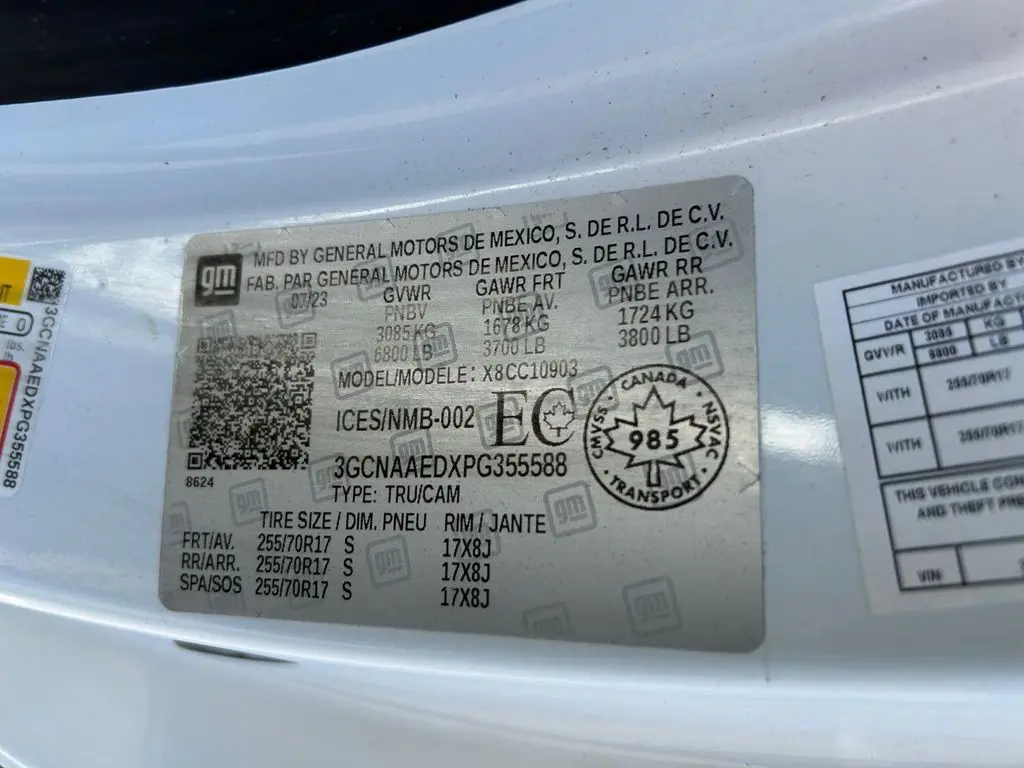 gm
MFD BY GENERAL MOTORS DE MEXICO, S. DE R.L. DE C.V.
FAB. PAR GENERAL MOTORS DE MEXICO, S. DE R.L. DE C.V.
07/23 GVWR GAWR FRT GAWR RR
PNBV PNBE AV. PNBE ARR.
3085 KG 1678 KG 1724 KG
6800 LB 3700 LB 3800 LB
MODEL/MODELE: X8CC10903
ICES/NMB-002 EC
CANADA
CMVSS 985 NSVAC
TRANSPORT
8624
3GCNAAEDXPG355588
TYPE: TRU/CAM
TIRE SIZE / DIM. PNEU RIM / JANTE
FRT/AV. 255/70R17 S 17X8J
RR/ARR. 255/70R17 S 17X8J
SPA/SOS 255/70R17 S 17X8J
3GCNAAEDXPG355588
lbs.
lb
MANUFACTURED BY
IMPORTED BY
DATE OF
GVV/R 3085 KG
6800 LB
WITH 255/70R17
WITH 255/70R17
THIS VEHICLE
AND THEFT
VIN